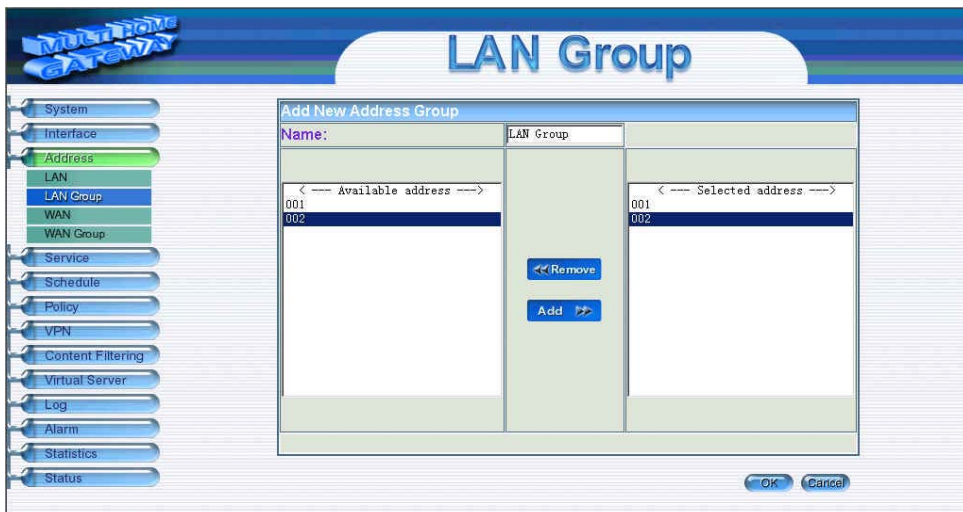 MULTI HOME
GATEWAY
LAN Group
System
Interface
Address
LAN
LAN Group
WAN
WAN Group
Service
Schedule
Policy
VPN
Content Filtering
Virtual Server
Log
Alarm
Statistics
Status
Add New Address Group
Name:
LAN Group
< --- Available address --->
001
002
Remove
Add
< --- Selected address --->
001
002
OK
Cancel